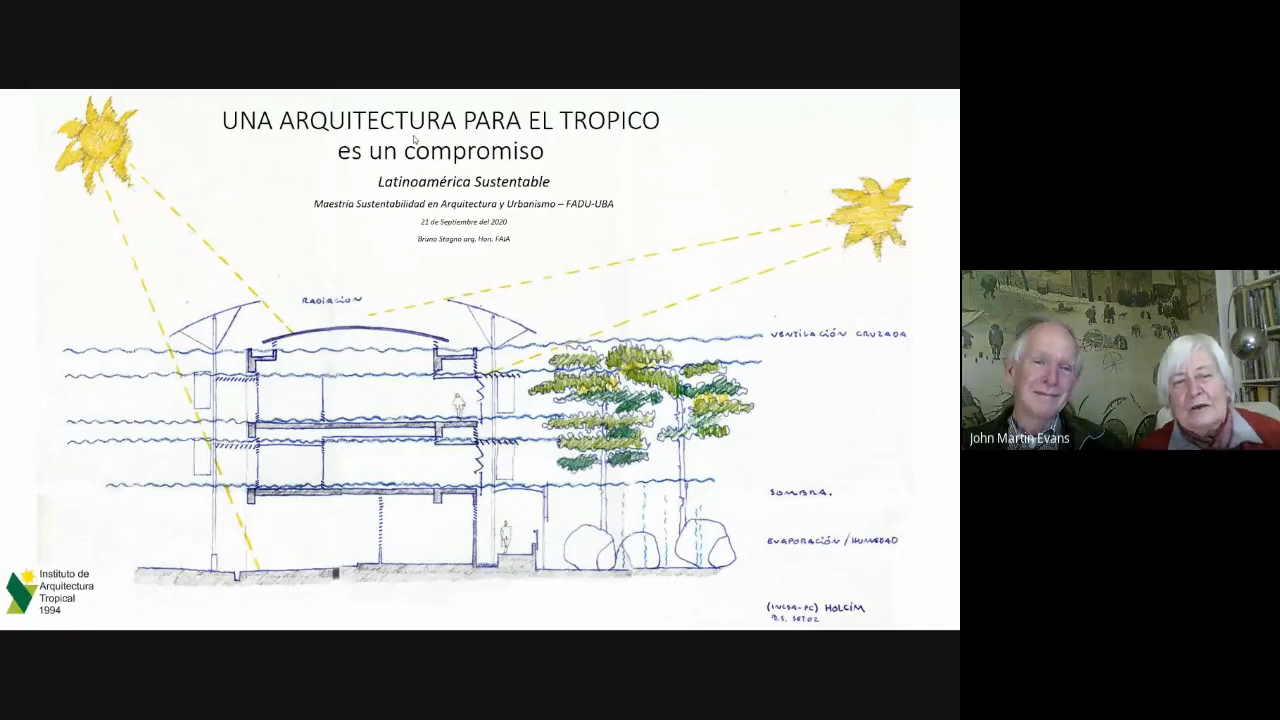 UNA ARQUITECTURA PARA EL TROPICO
es un compromiso
Latinoamérica Sustentable
Maestría Sustentabilidad en Arquitectura y Urbanismo – FADU-UBA
21 de Septiembre del 2020
Bruno Stagno arq. Hon. FAIA
RADIACION
VENTILACIÓN CRUZADA
SOMBRA.
EVAPORACIÓN / HUMEDAD
HOLCIM
Instituto de
Arquitectura
Tropical
1994
John Martin Evans